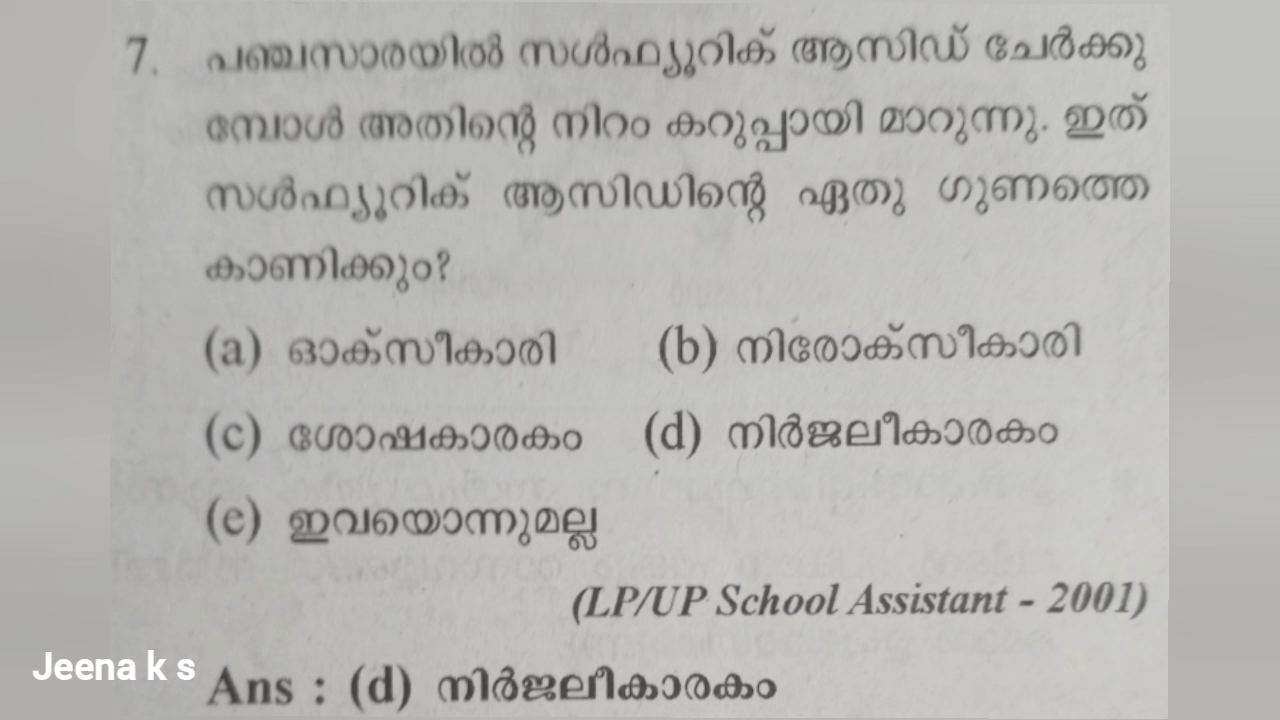 7. പഞ്ചസാരയിൽ സൾഫ്യൂറിക് ആസിഡ് ചേർക്കു
മ്പോൾ അതിന്റെ നിറം കറുപ്പായി മാറുന്നു. ഇത്
സൾഫ്യൂറിക് ആസിഡിന്റെ ഏതു ഗുണത്തെ
കാണിക്കും?
(a) ഓക്സീകാരി (b) നിരോക്സീകാരി
(c) ശോഷകാരകം (d) നിർജലീകാരകം
(e) ഇവയൊന്നുമല്ല
(LP/UP School Assistant - 2001)
Jeena k s
Ans : (d) നിർജലീകാരകം